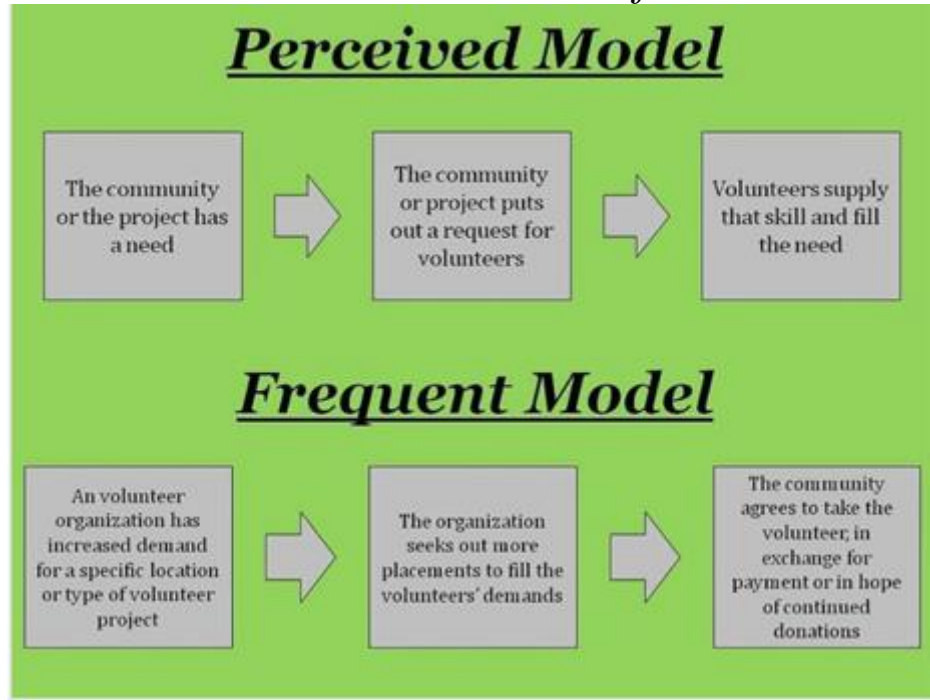 Perceived Model
The community
or the project has
a need
The community
or project puts
out a request for
volunteers
Volunteers supply
that skill and fill
the need
Frequent Model
An volunteer
organization has
increased demand
for a specific location
or type of volunteer
project
The organization
seeks out more
placements to fill the
volunteers' demands
The community
agrees to take the
volunteer, in
exchange for
payment or in hope
of continued
donations